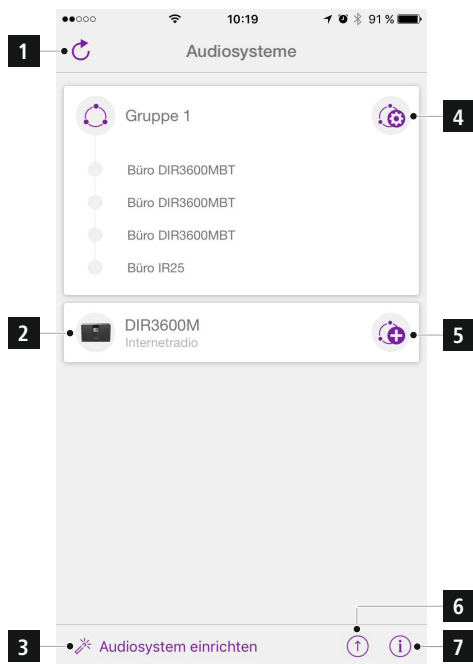 10:19
91 %
1
Audiosysteme
Gruppe 1
4
Büro DIR3600MBT
Büro DIR3600MBT
Büro DIR3600MBT
Büro IR25
2
DIR3600M
Internetradio
5
6
3
Audiosystem einrichten
i
7